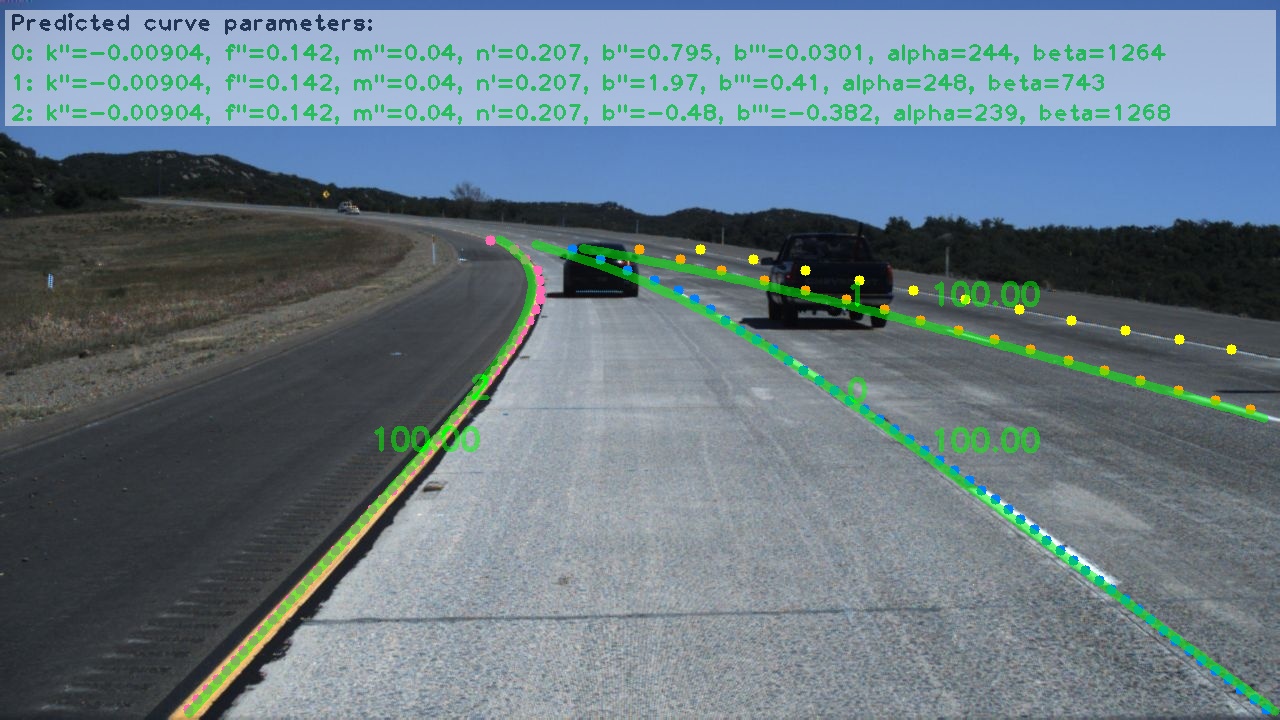 Predicted curve parameters:
0: k''=-0.00904, f''=0.142, m''=0.04, n'=0.207, b''=0.795, b'''=0.0301, alpha=244, beta=1264
1: k''=-0.00904, f''=0.142, m''=0.04, n'=0.207, b''=1.97, b'''=0.41, alpha=248, beta=743
2: k''=-0.00904, f''=0.142, m''=0.04, n'=0.207, b''=-0.48, b'''=-0.382, alpha=239, beta=1268
1 100.00
2 0
100.00 100.00